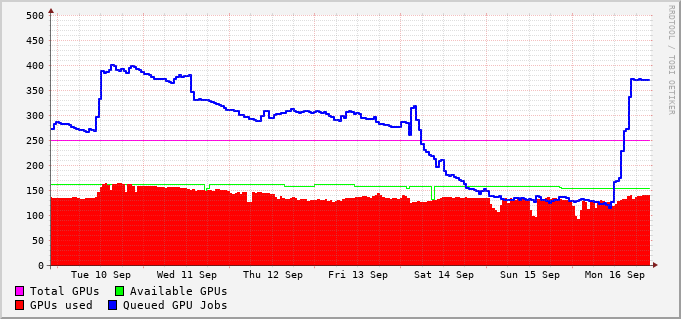 500
450
400
350
300
250
200
150
100
50
0
Tue 10 Sep Wed 11 Sep Thu 12 Sep Fri 13 Sep Sat 14 Sep Sun 15 Sep Mon 16 Sep
Total GPUs Available GPUs
GPUs used Queued GPU Jobs
RRDTOOL / TOBI OETIKER